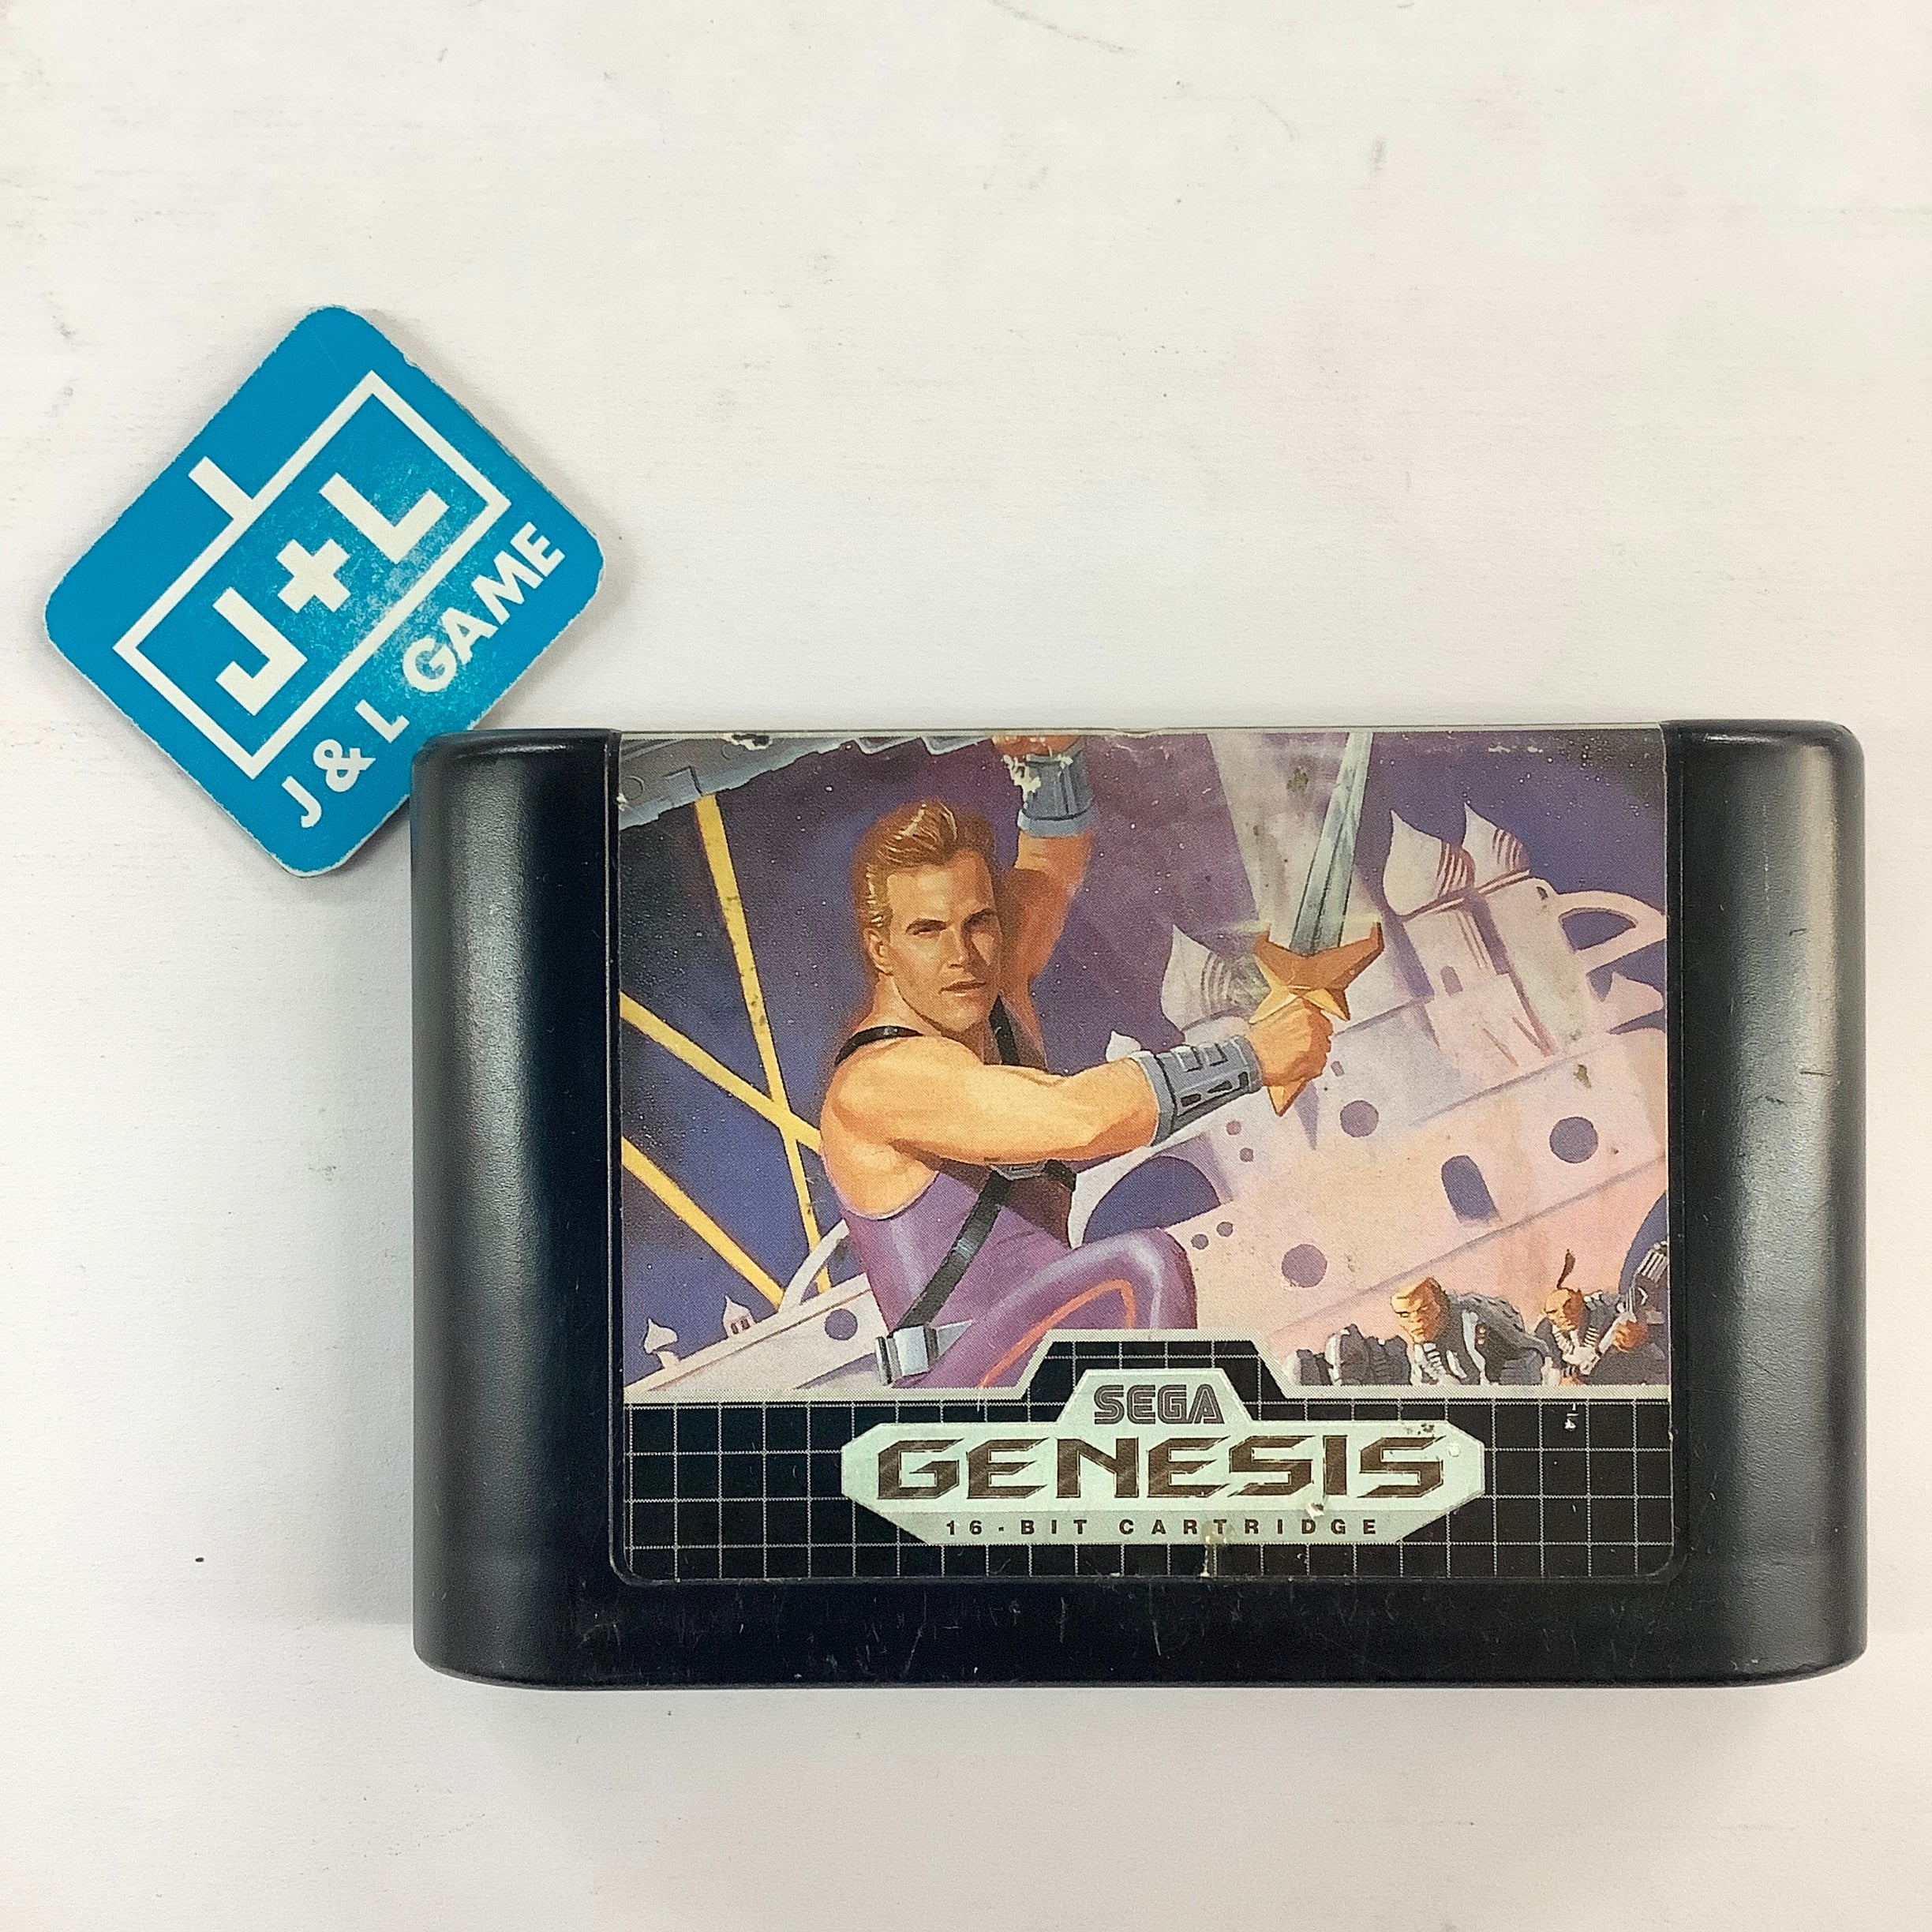 J+L
J & L GAME
SEGA
GENESIS
16-BIT CARTRIDGE